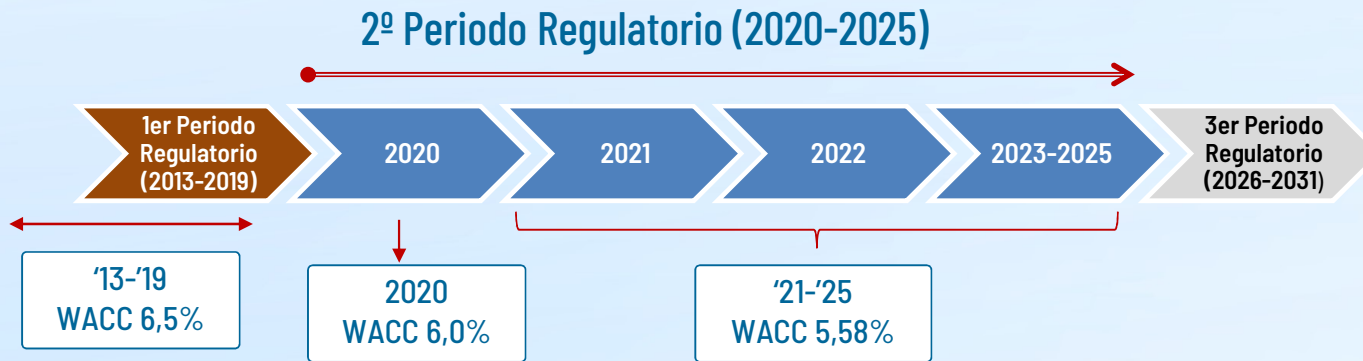 2º Periodo Regulatorio (2020-2025)
1er Periodo
Regulatorio
(2013-2019)
2020
2021
2022
2023-2025
3er Periodo
Regulatorio
(2026-2031)
‘13-’19
WACC 6,5%
2020
WACC 6,0%
‘21-’25
WACC 5,58%